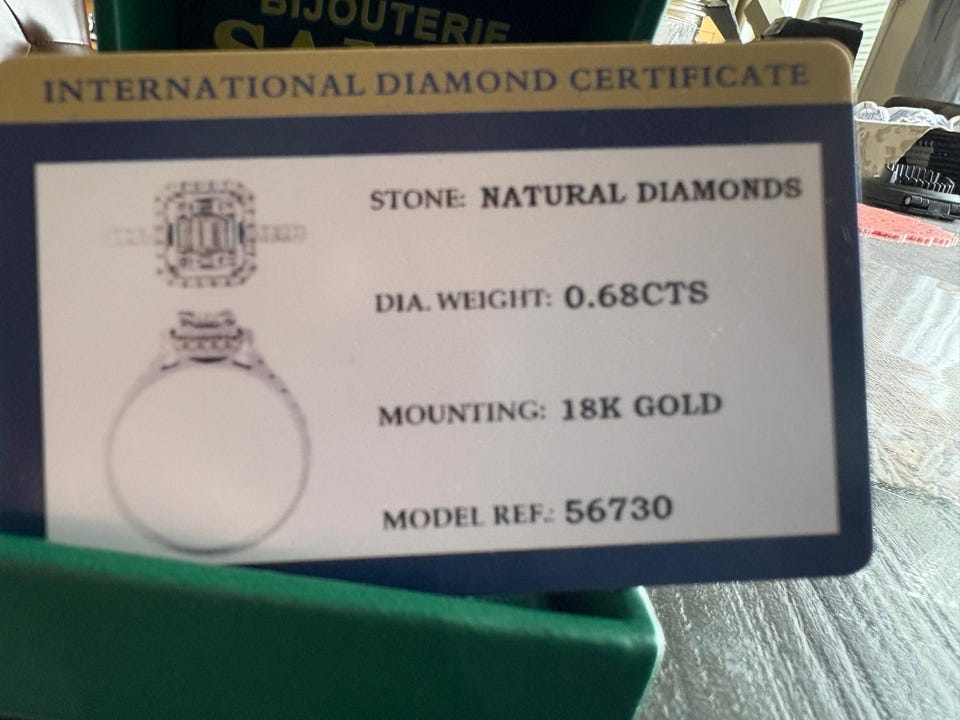 BIJOUTERIE
INTERNATIONAL DIAMOND CERTIFICATE
STONE: NATURAL DIAMONDS
DIA. WEIGHT: 0.68CTS
MOUNTING: 18K GOLD
MODEL REF.: 56730